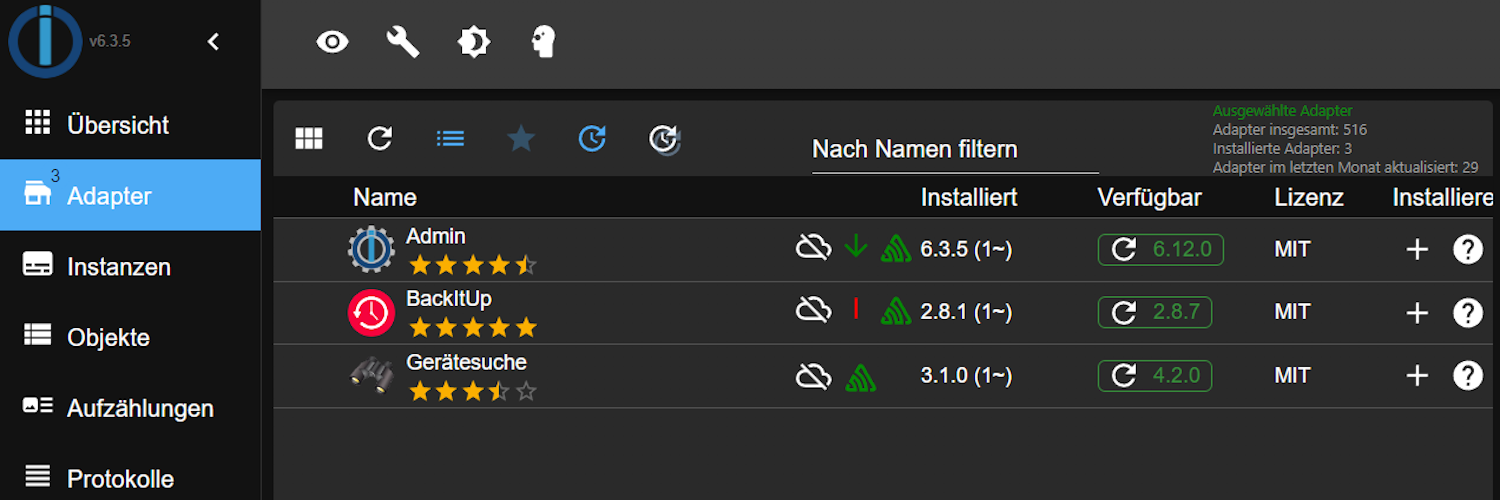 v6.3.5
Übersicht
3
Adapter
Instanzen
Objekte
Aufzählungen
Protokolle
Nach Namen filtern
Ausgewählte Adapter
Adapter insgesamt: 516
Installierte Adapter: 3
Adapter im letzten Monat aktualisiert: 29
Name Installiert Verfügbar Lizenz Installiere
Admin
6.3.5 (1~) 6.12.0 MIT
BackItUp
2.8.1 (1~) 2.8.7 MIT
Gerätesuche
3.1.0 (1~) 4.2.0 MIT